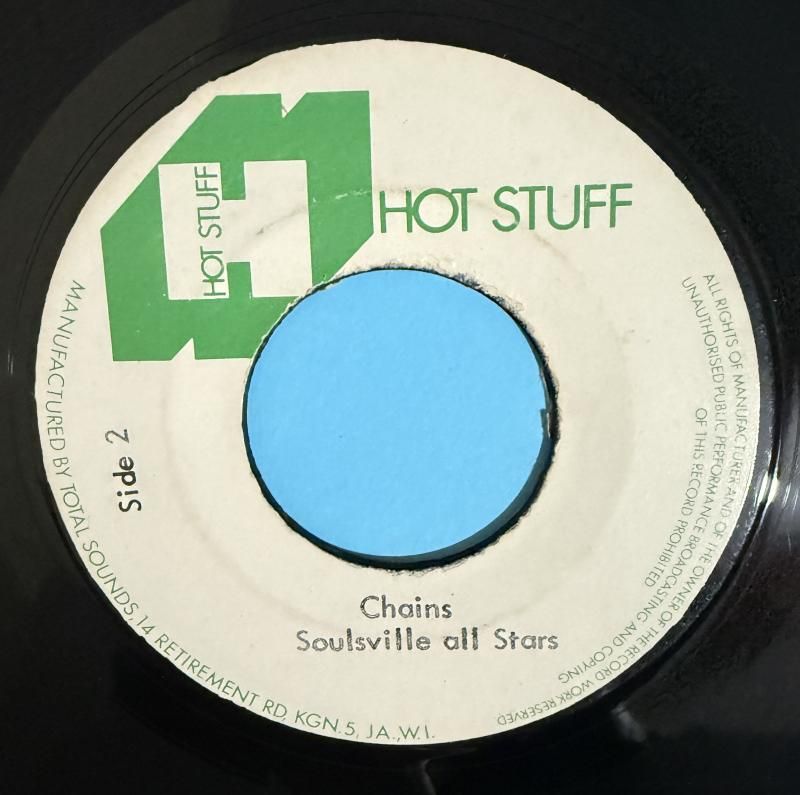 HOT STUFF
HOT STUFF
Side 2
Chains
Soulsville all Stars
MANUFACTURED BY TOTAL SOUNDS, 14 RETIREMENT RD, KGN.5, JA.,W.I.
ALL RIGHTS OF MANUFACTURER AND OF THE OWNER OF THE RECORD WORK RESERVED
UNAUTHORISED PUBLIC PERFORMANCE BROADCASTING AND COPYING
OF THIS RECORD PROHIBITED